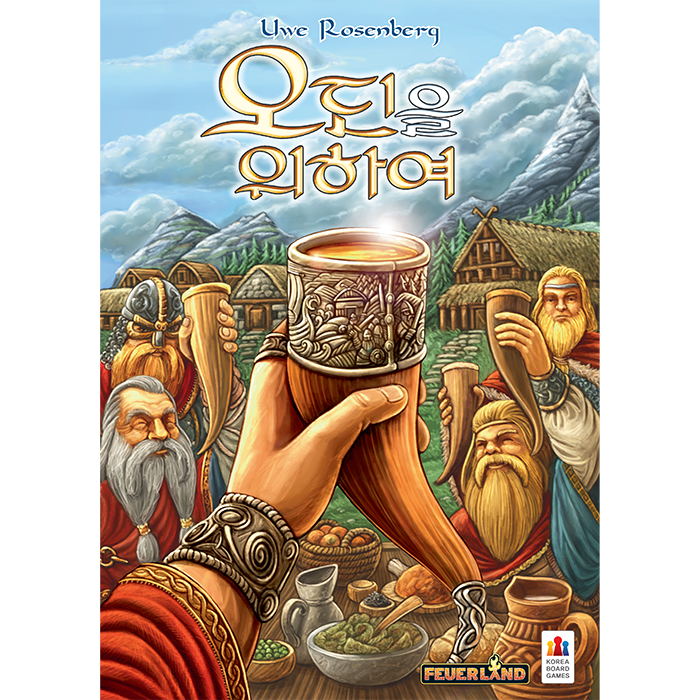 Uwe Rosenberg
오딘을
위하여
FEUERLAND
KOREA
BOARD
GAMES